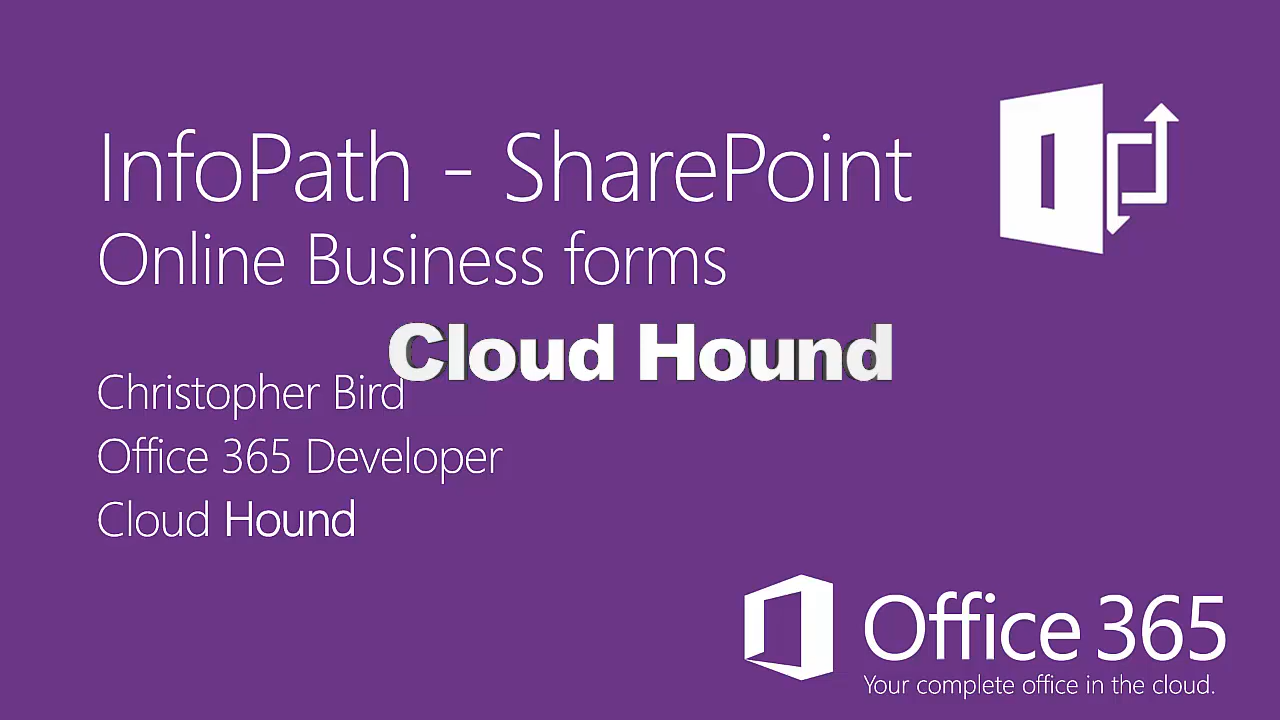 InfoPath - SharePoint
Online Business forms
Cloud Hound
Christopher Bird
Office 365 Developer
Cloud Hound
Office 365
Your complete office in the cloud.